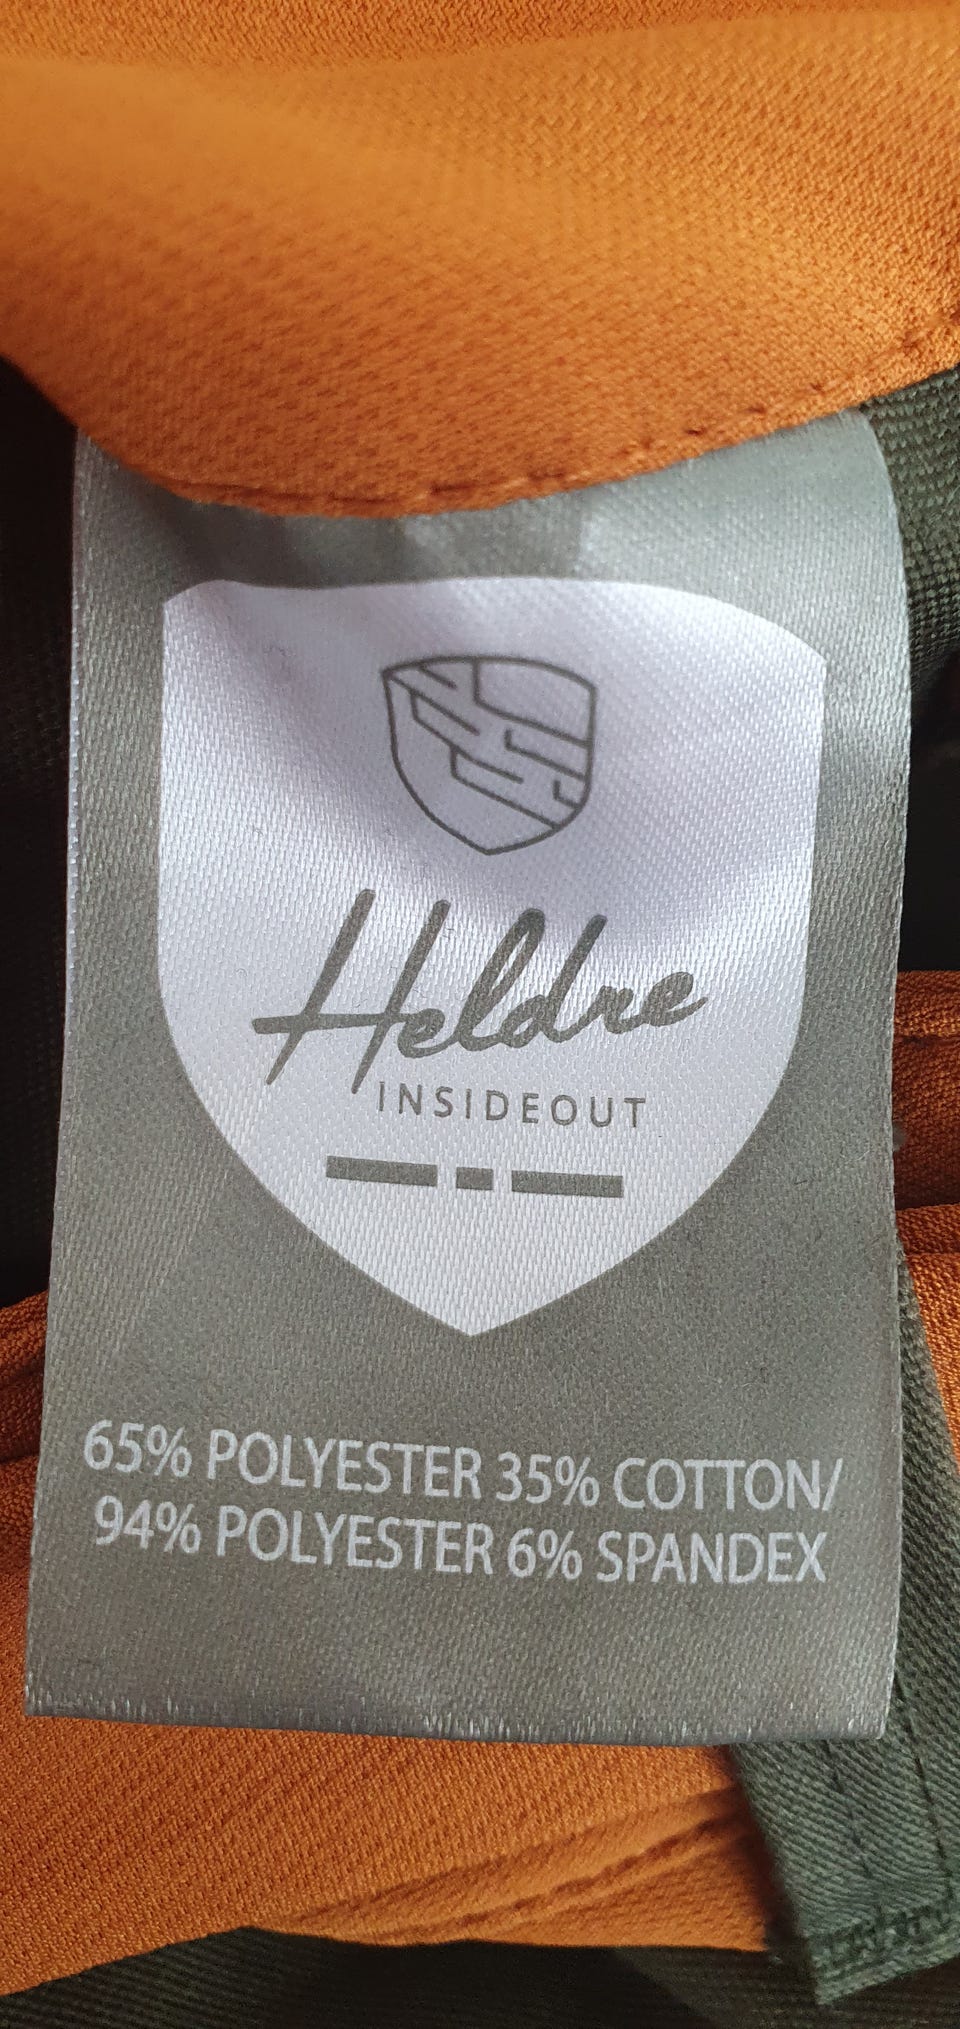 Heldre
INSIDEOUT
65% POLYESTER 35% COTTON/
94% POLYESTER 6% SPANDEX